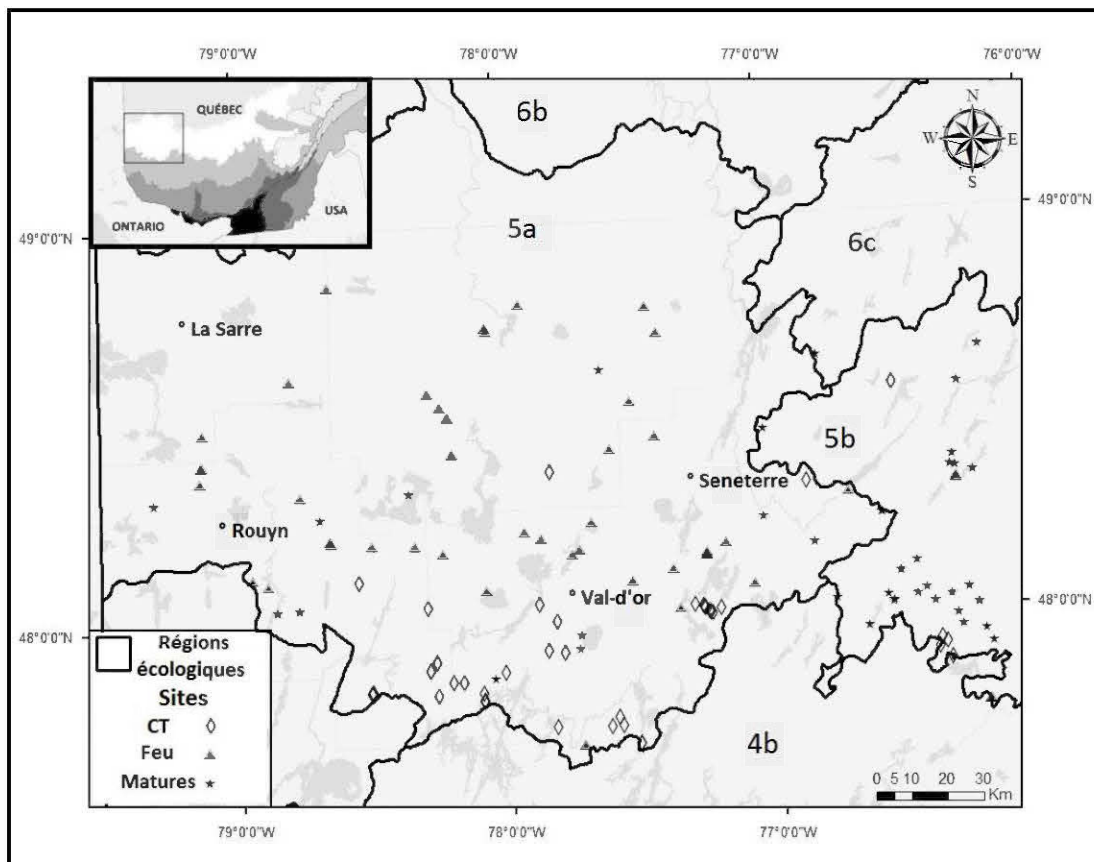 79°0'0"W 78°0'0"W 77°0'0"W 76°0'0"W
QUÉBEC
ONTARIO
USA
N
W E
S
6b
5a
6c
49°0'0"N
49°0'0"N
La Sarre
5b
Seneterre
Rouyn
Val-d'or
48°0'0"N
48°0'0"N
Régions
écologiques
Sites
CT
Feu
Matures
4b
0 5 10 20 30
Km
79°0'0"W 78°0'0"W 77°0'0"W